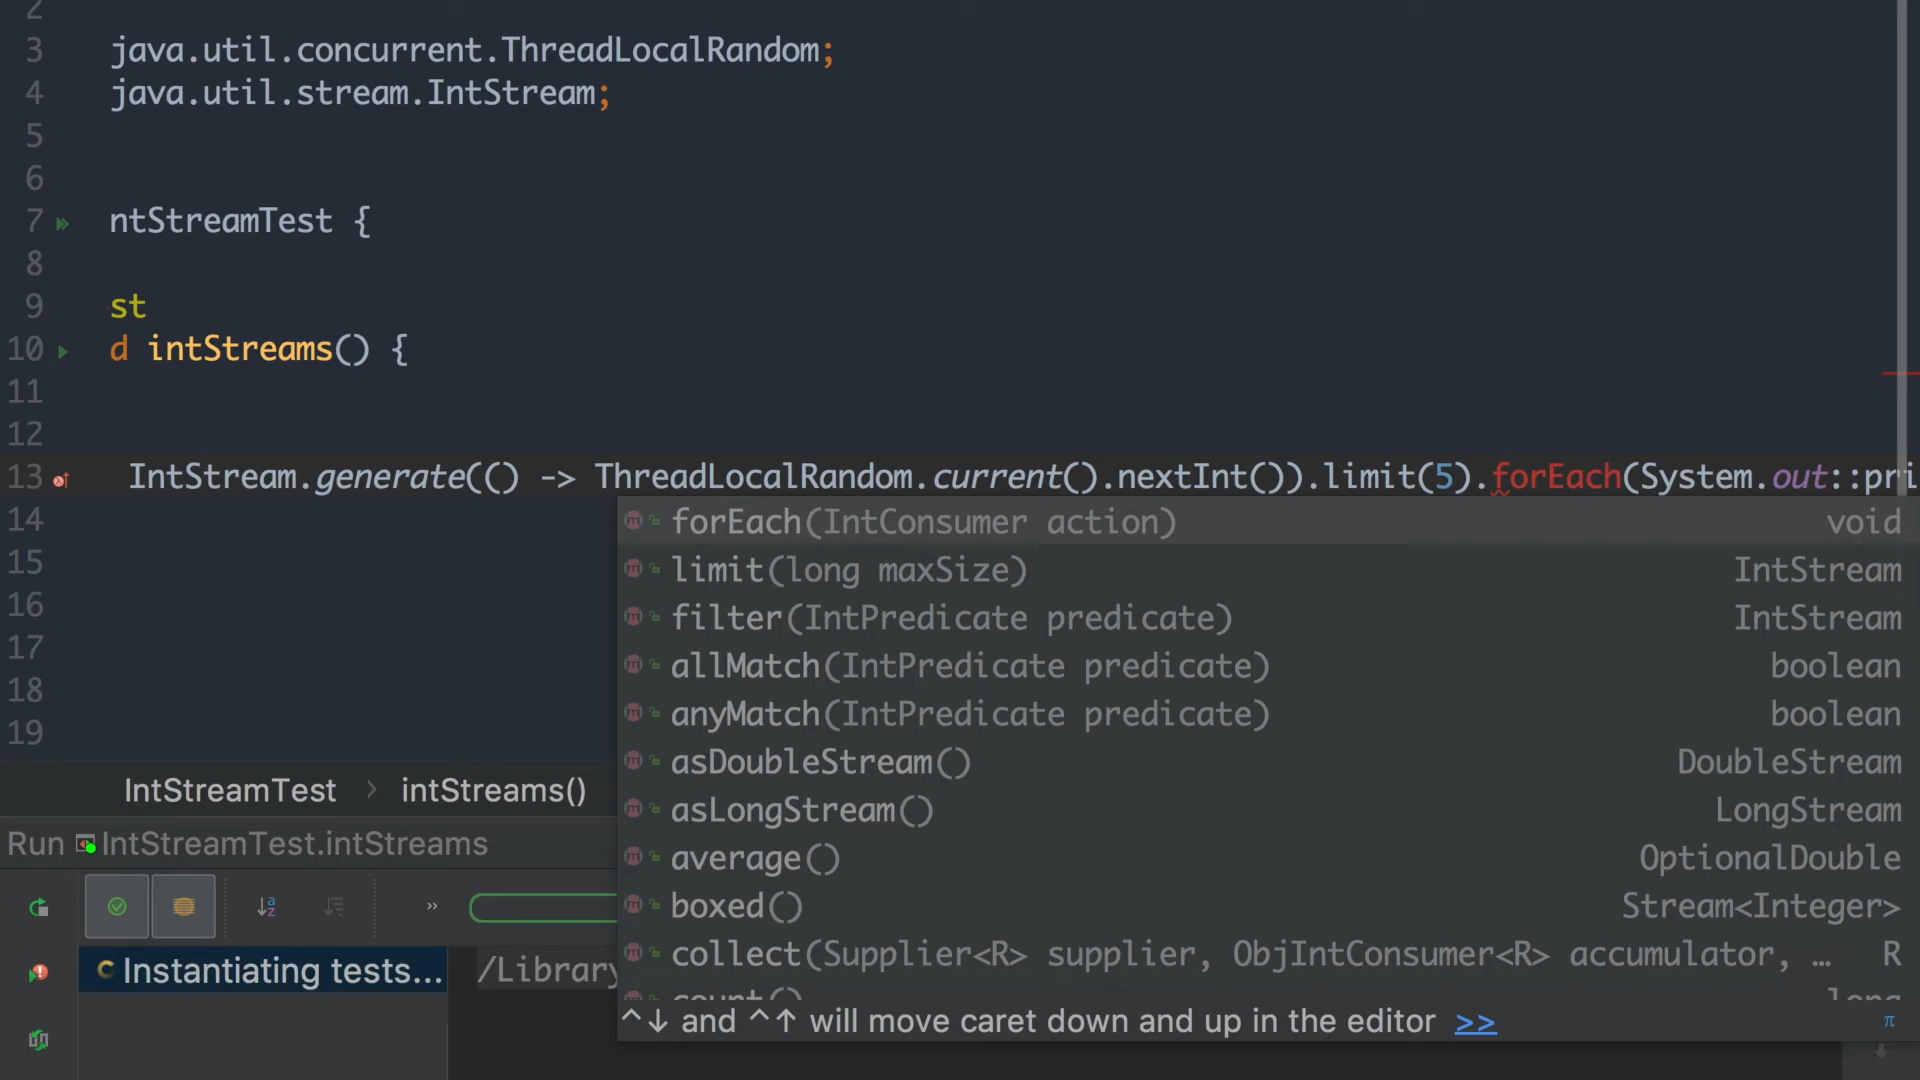 2
3 java.util.concurrent.ThreadLocalRandom;
4 java.util.stream.IntStream;
5
6
7 ntStreamTest {
8
9 st
10 d intStreams() {
11
12
13 IntStream.generate(() -> ThreadLocalRandom.current().nextInt()).limit(5).forEach(System.out::pri
14
forEach(IntConsumer action) void
limit(long maxSize) IntStream
15
filter(IntPredicate predicate) IntStream
16
17
allMatch(IntPredicate predicate) boolean
18
anyMatch(IntPredicate predicate) boolean
19
asDoubleStream() DoubleStream
IntStreamTest > intStreams()
asLongStream() LongStream
Run IntStreamTest.intStreams
average() OptionalDouble
boxed() Stream<Integer>
»
collect(Supplier<R> supplier, ObjIntConsumer<R> accumulator, … R
Instantiating tests... /Library
count() long
^↓ and ^↑ will move caret down and up in the editor >> π